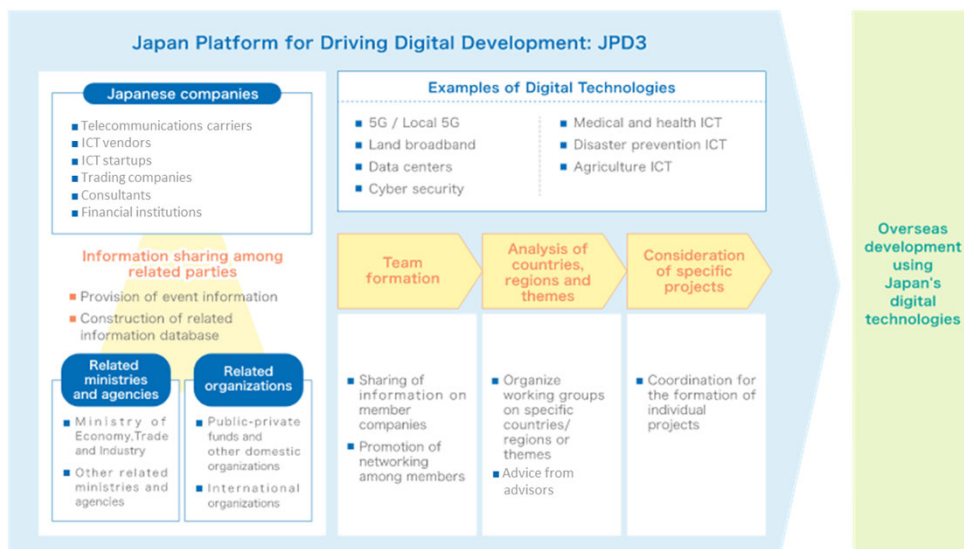 Japan Platform for Driving Digital Development: JPD3
Japanese companies
Telecommunications carriers
ICT vendors
ICT startups
Trading companies
Consultants
Financial institutions
Information sharing among
related parties
Provision of event information
Construction of related
information database
Related
ministries
and agencies
Ministry of
Economy,Trade
and Industry
Other related
ministries and
agencies
Related
organizations
Public-private
funds and
other domestic
organizations
International
organizations
Examples of Digital Technologies
5G / Local 5G
Land broadband
Data centers
Cyber security
Medical and health ICT
Disaster prevention ICT
Agriculture ICT
Team
formation
Sharing of
information on
member
companies
Promotion of
networking
among members
Analysis of
countries,
regions and
themes
Organize
working groups
on specific
countries/
regions or
themes
Advice from
advisors
Consideration
of specific
projects
Coordination for
the formation of
individual
projects
Overseas
development
using
Japan's
digital
technologies